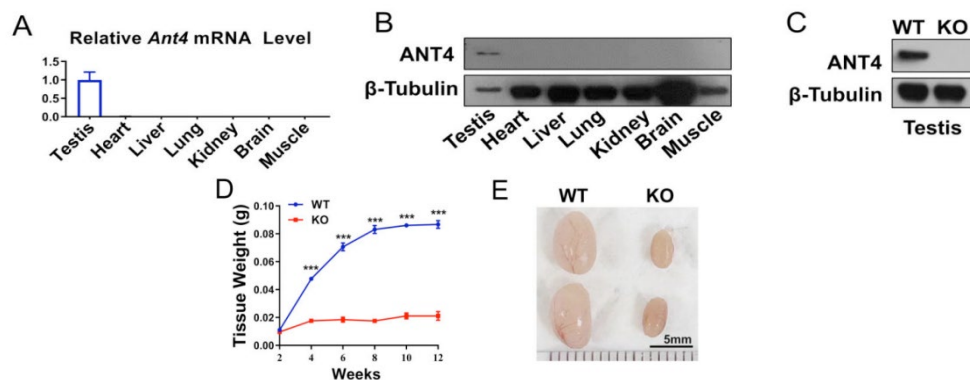 A
Relative Ant4 mRNA Level
1.5
1.0
0.5
0.0
Testis
Heart
Liver
Lung
Kidney
Brain
Muscle
B
ANT4
β-Tubulin
Testis
Heart
Liver
Lung
Kidney
Brain
Muscle
C
WT KO
ANT4
β-Tubulin
Testis
D
WT
KO
Tissue Weight (g)
0.10
0.08
0.06
0.04
0.02
0.00
***
***
***
***
***
2 4 6 8 10 12
Weeks
E
WT KO
5mm